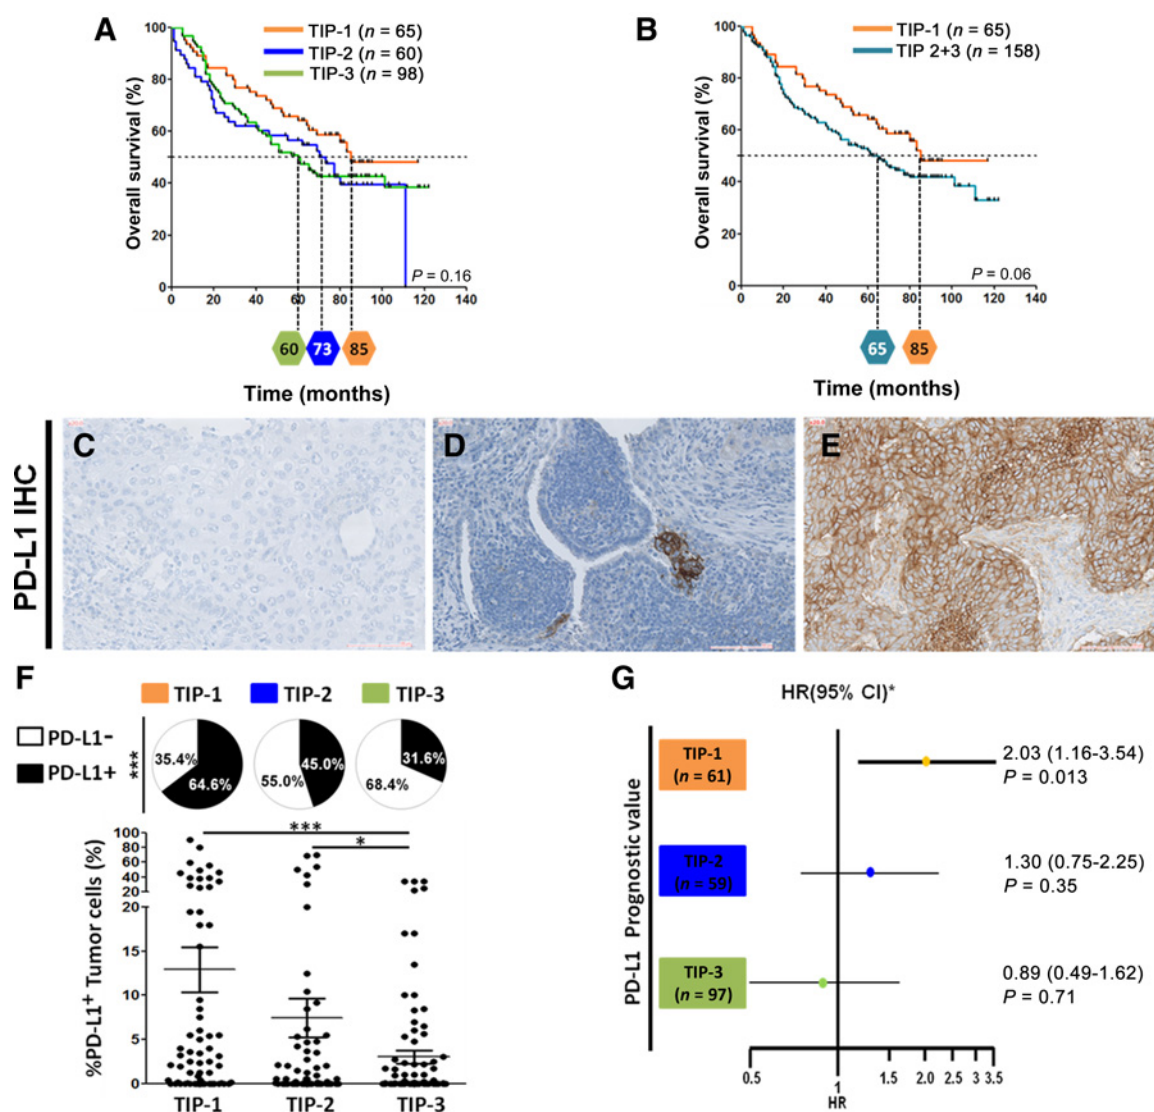 A
TIP-1 (n = 65)
TIP-2 (n = 60)
TIP-3 (n = 98)
Overall survival (%)
100
80
60
40
20
0
P = 0.16
0 20 40 60 80 100 120 140
60 73 85
Time (months)
B
TIP-1 (n = 65)
TIP 2+3 (n = 158)
Overall survival (%)
100
80
60
40
20
0
P = 0.06
0 20 40 60 80 100 120 140
65 85
Time (months)
PD-L1 IHC
C
D
E
F
TIP-1 TIP-2 TIP-3
PD-L1-
PD-L1+
***
35.4% 64.6%
55.0% 45.0%
68.4% 31.6%
%PD-L1+ Tumor cells (%)
100
80
60
40
20
20
15
10
5
0
***
*
TIP-1 TIP-2 TIP-3
G
HR(95% CI)*
PD-L1 Prognostic value
TIP-1
(n = 61)
2.03 (1.16-3.54)
P = 0.013
TIP-2
(n = 59)
1.30 (0.75-2.25)
P = 0.35
TIP-3
(n = 97)
0.89 (0.49-1.62)
P = 0.71
0.5 1 1.5 2.0 2.5 3 3.5
HR